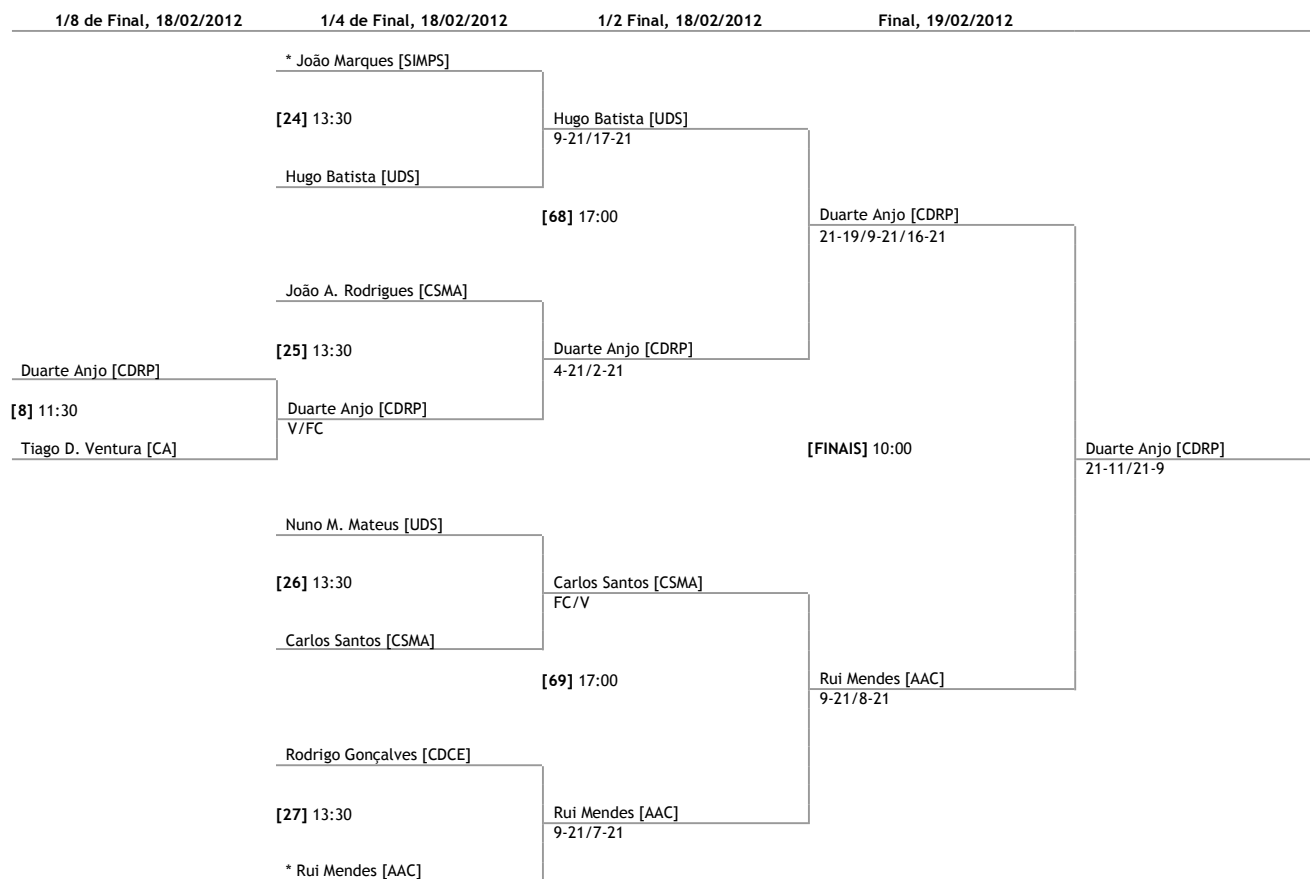 1/8 de Final, 18/02/2012 1/4 de Final, 18/02/2012 1/2 Final, 18/02/2012 Final, 19/02/2012
* João Marques [SIMPS]
[24] 13:30 Hugo Batista [UDS]
9-21/17-21
Hugo Batista [UDS]
[68] 17:00 Duarte Anjo [CDRP]
21-19/9-21/16-21
João A. Rodrigues [CSMA]
[25] 13:30 Duarte Anjo [CDRP]
Duarte Anjo [CDRP] 4-21/2-21
[8] 11:30 Duarte Anjo [CDRP]
V/FC
Tiago D. Ventura [CA] [FINAIS] 10:00 Duarte Anjo [CDRP]
21-11/21-9
Nuno M. Mateus [UDS]
[26] 13:30 Carlos Santos [CSMA]
FC/V
Carlos Santos [CSMA]
[69] 17:00 Rui Mendes [AAC]
9-21/8-21
Rodrigo Gonçalves [CDCE]
[27] 13:30 Rui Mendes [AAC]
9-21/7-21
* Rui Mendes [AAC]